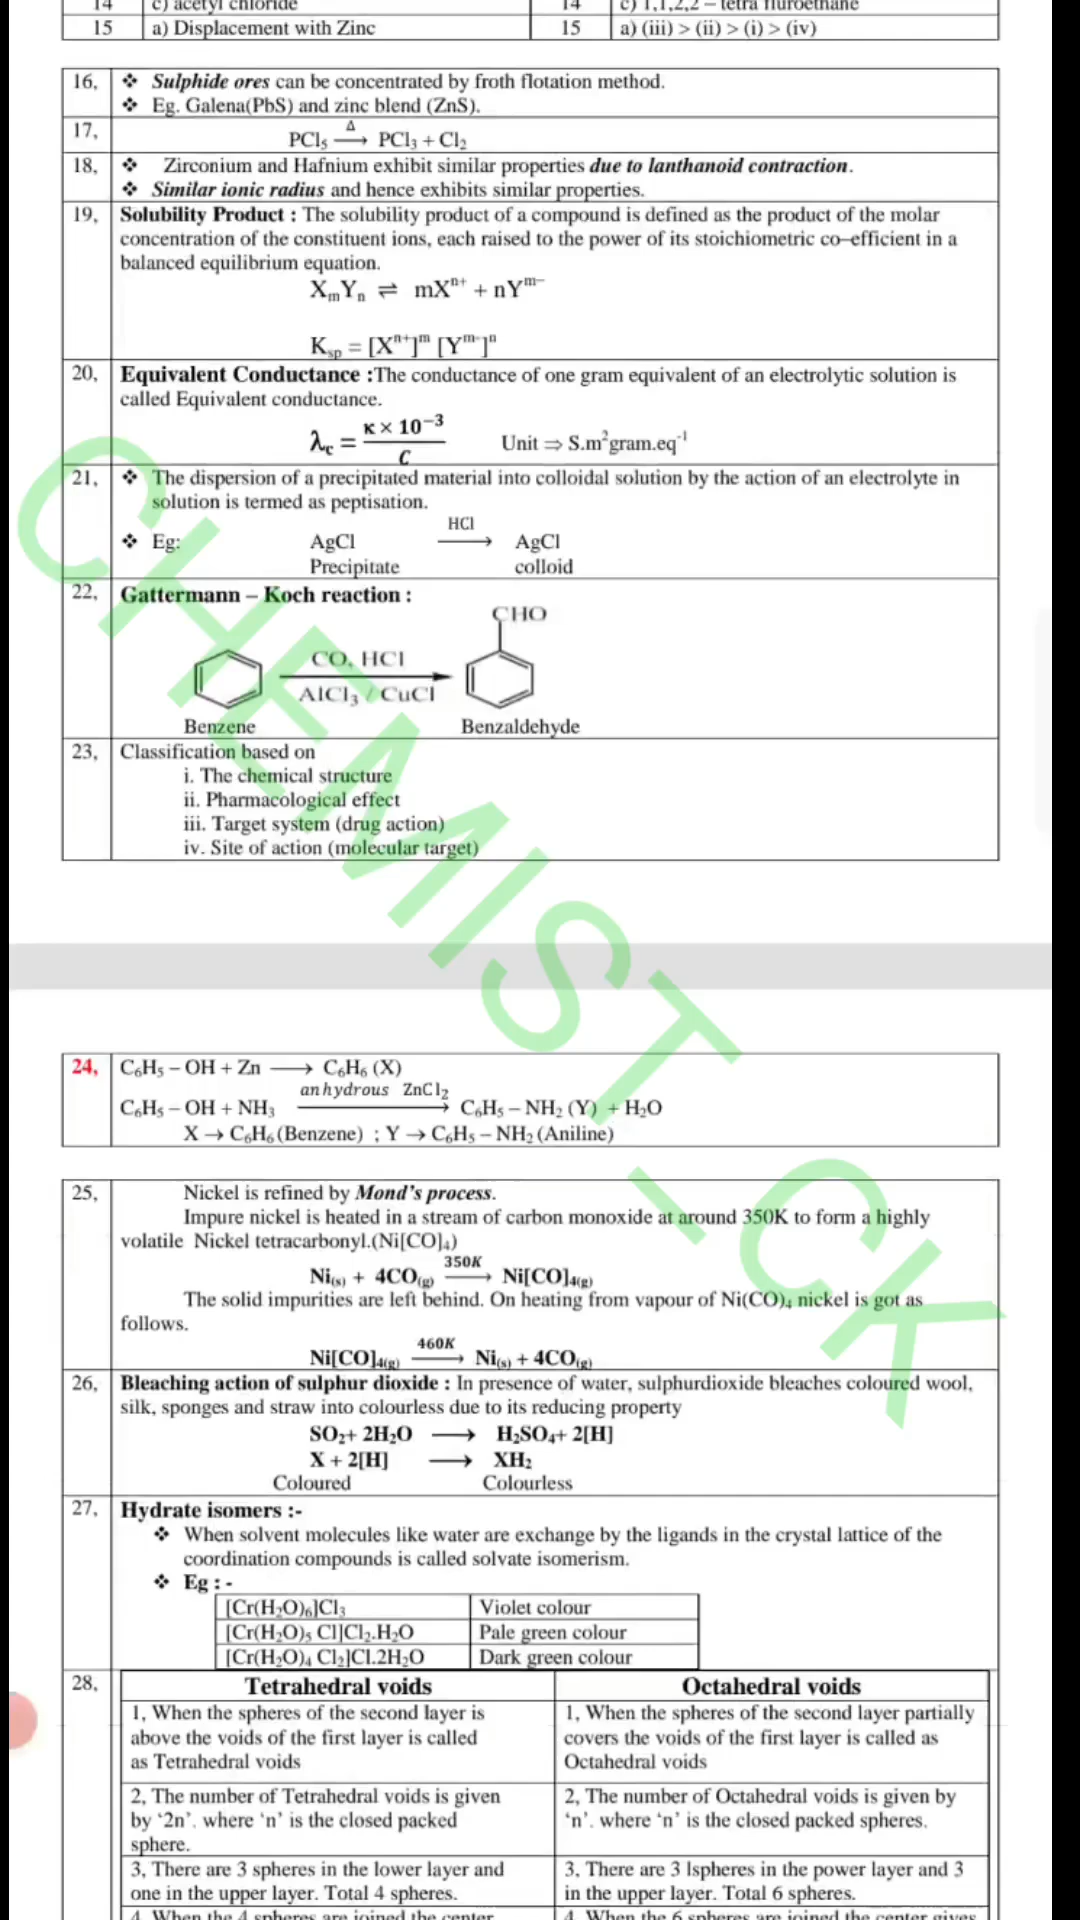 14 c) acetyl chloride 14 c) 1,1,2,2 – tetra fluroethane
15 a) Displacement with Zinc 15 a) (iii) > (ii) > (i) > (iv)
16, ❖ Sulphide ores can be concentrated by froth flotation method.
❖ Eg. Galena(PbS) and zinc blend (ZnS).
17, PCl₅ —Δ→ PCl₃ + Cl₂
18, ❖ Zirconium and Hafnium exhibit similar properties due to lanthanoid contraction.
❖ Similar ionic radius and hence exhibits similar properties.
19, Solubility Product : The solubility product of a compound is defined as the product of the molar
concentration of the constituent ions, each raised to the power of its stoichiometric co–efficient in a
balanced equilibrium equation.
XₘYₙ ⇌ mXⁿ⁺ + nYᵐ⁻
Kₛₚ = [Xⁿ⁺]ᵐ [Yᵐ⁻]ⁿ
20, Equivalent Conductance :The conductance of one gram equivalent of an electrolytic solution is
called Equivalent conductance.
λc = κ × 10⁻³ / C Unit ⇒ S.m²gram.eq⁻¹
21, ❖ The dispersion of a precipitated material into colloidal solution by the action of an electrolyte in
solution is termed as peptisation.
HCl
❖ Eg: AgCl ⟶ AgCl
Precipitate colloid
22, Gattermann – Koch reaction :
CHO
CO, HCl
AlCl₃ / CuCl
Benzene Benzaldehyde
23, Classification based on
i. The chemical structure
ii. Pharmacological effect
iii. Target system (drug action)
iv. Site of action (molecular target)
24, C₆H₅ – OH + Zn ⟶ C₆H₆ (X)
anhydrous ZnCl₂
C₆H₅ – OH + NH₃ ⟶ C₆H₅ – NH₂ (Y) + H₂O
X → C₆H₆ (Benzene) ; Y → C₆H₅ – NH₂ (Aniline)
25, Nickel is refined by Mond's process.
Impure nickel is heated in a stream of carbon monoxide at around 350K to form a highly
volatile Nickel tetracarbonyl.(Ni[CO]₄)
350K
Ni(s) + 4CO(g) ⟶ Ni[CO]4(g)
The solid impurities are left behind. On heating from vapour of Ni(CO)₄ nickel is got as
follows.
460K
Ni[CO]4(g) ⟶ Ni(s) + 4CO(g)
26, Bleaching action of sulphur dioxide : In presence of water, sulphurdioxide bleaches coloured wool,
silk, sponges and straw into colourless due to its reducing property
SO₂+ 2H₂O ⟶ H₂SO₄+ 2[H]
X + 2[H] ⟶ XH₂
Coloured Colourless
27, Hydrate isomers :-
❖ When solvent molecules like water are exchange by the ligands in the crystal lattice of the
coordination compounds is called solvate isomerism.
❖ Eg : -
[Cr(H₂O)₆]Cl₃ Violet colour
[Cr(H₂O)₅ Cl]Cl₂.H₂O Pale green colour
[Cr(H₂O)₄ Cl₂]Cl.2H₂O Dark green colour
28, Tetrahedral voids Octahedral voids
1, When the spheres of the second layer is 1, When the spheres of the second layer partially
above the voids of the first layer is called covers the voids of the first layer is called as
as Tetrahedral voids Octahedral voids
2, The number of Tetrahedral voids is given 2, The number of Octahedral voids is given by
by '2n'. where 'n' is the closed packed 'n'. where 'n' is the closed packed spheres.
sphere.
3, There are 3 spheres in the lower layer and 3, There are 3 lspheres in the power layer and 3
one in the upper layer. Total 4 spheres. in the upper layer. Total 6 spheres.
4, When the 4 spheres are joined the center 4, When the 6 spheres are joined the center gives
CHEMIST_CK